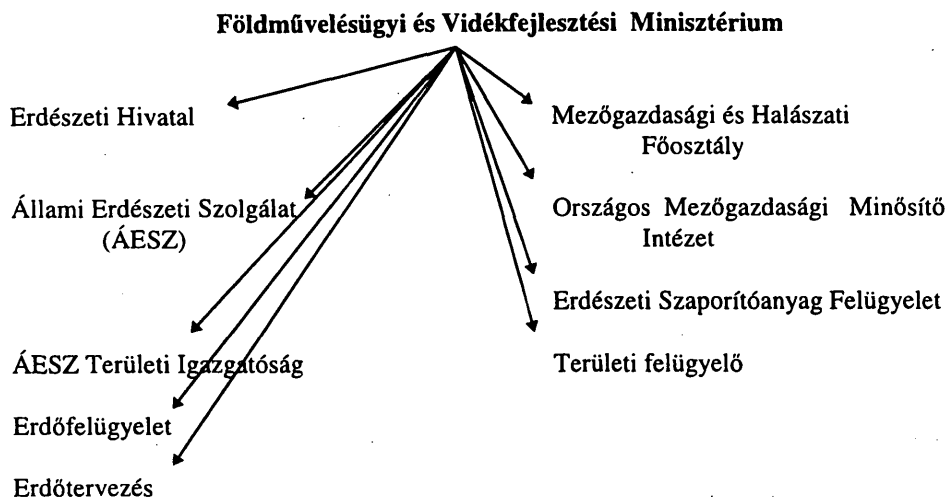 Földművelésügyi és Vidékfejlesztési Minisztérium
Erdészeti Hivatal
Állami Erdészeti Szolgálat
(ÁESZ)
ÁESZ Területi Igazgatóság
Erdőfelügyelet
Erdőtervezés
Mezőgazdasági és Halászati
Főosztály
Országos Mezőgazdasági Minősítő
Intézet
Erdészeti Szaporítóanyag Felügyelet
Területi felügyelő